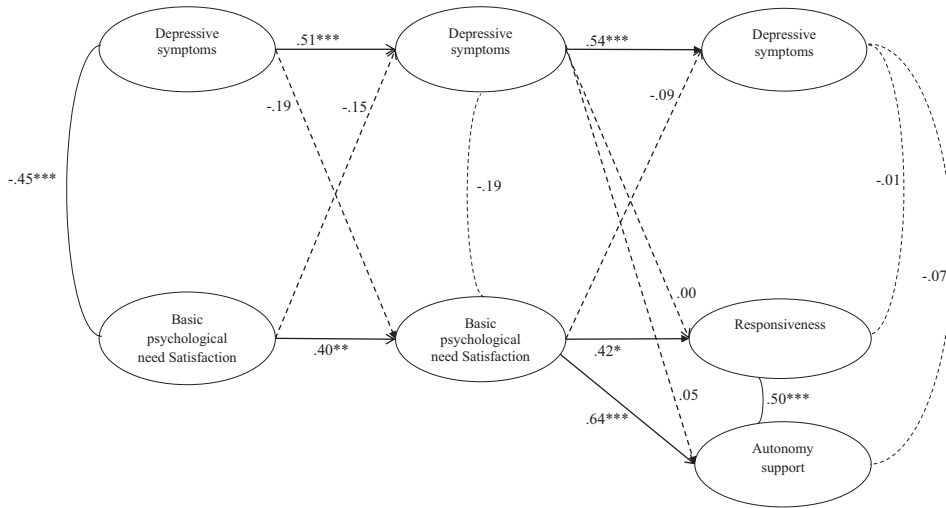 Depressive
symptoms
.51***
Depressive
symptoms
.54***
Depressive
symptoms
-.19
-.15
-.09
-.45***
-.19
-.01
-.07
.00
Basic
psychological
need Satisfaction
.40**
Basic
psychological
need Satisfaction
.42*
Responsiveness
.64***
.05
.50***
Autonomy
support